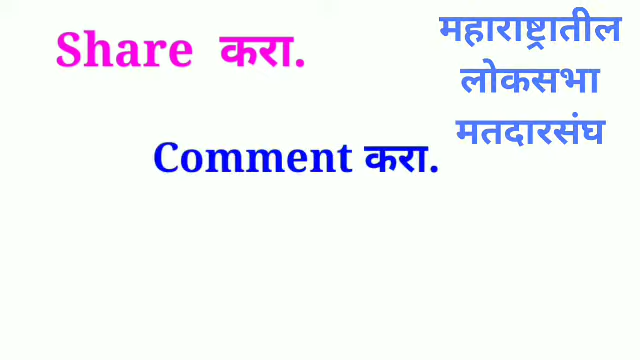 Share करा.
महाराष्ट्रातील
लोकसभा
मतदारसंघ
Comment करा.